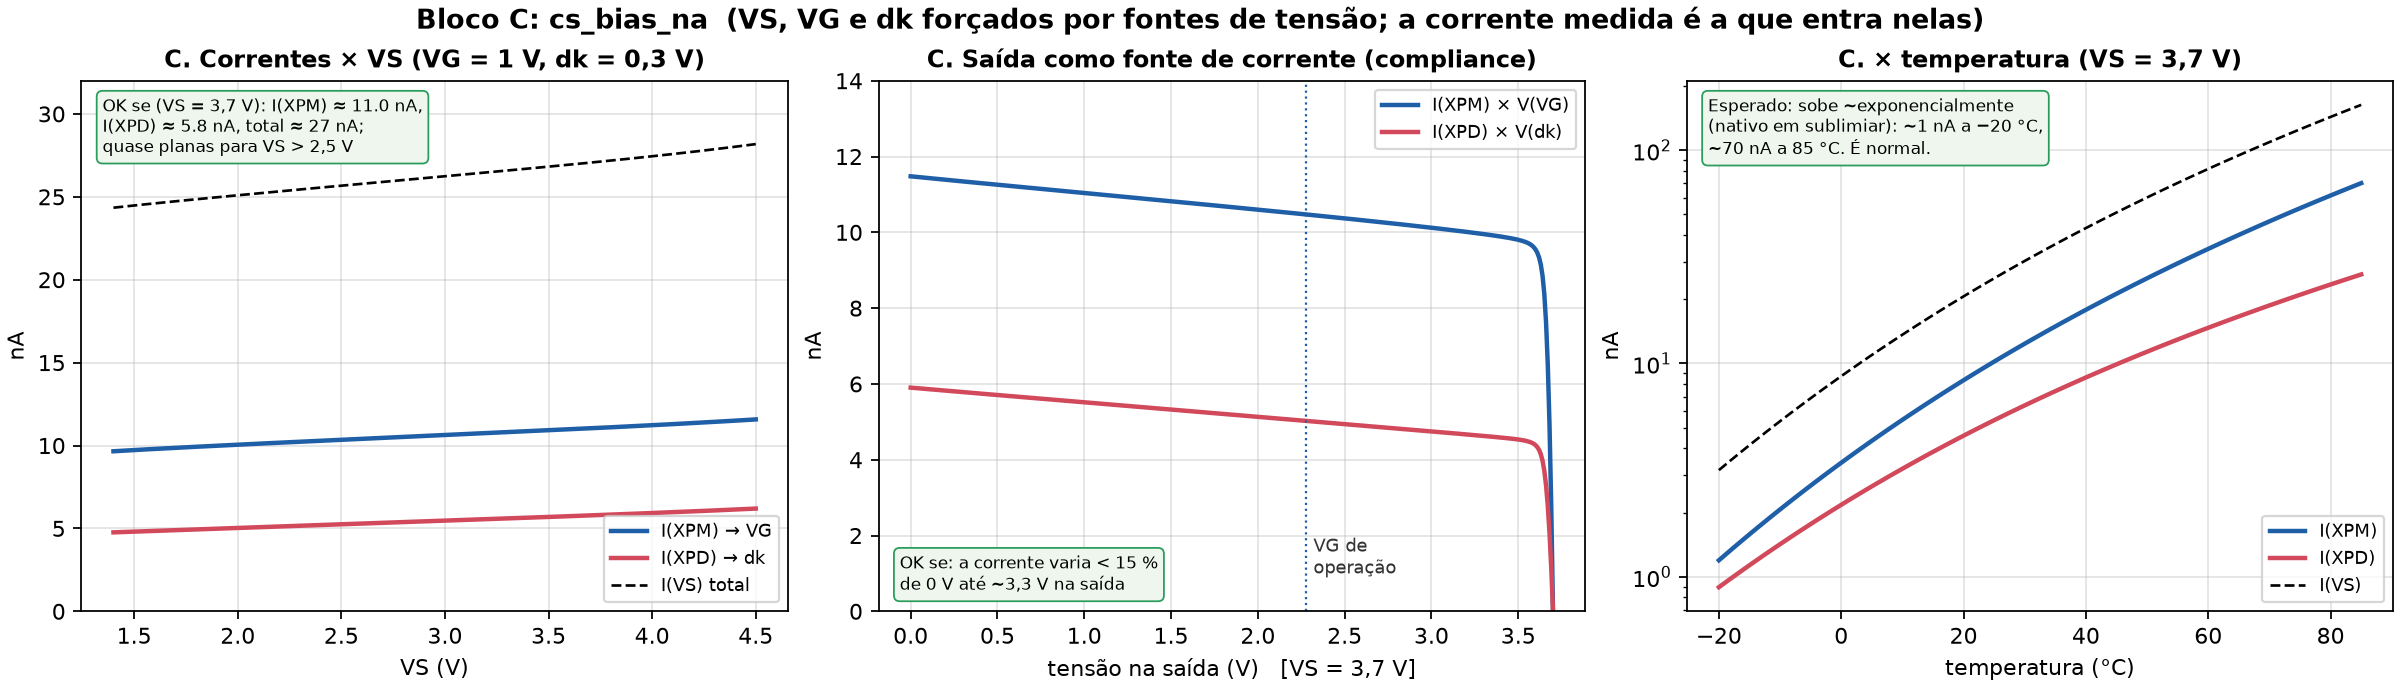 Bloco C: cs_bias_na  (VS, VG e dk forçados por fontes de tensão; a corrente medida é a que entra nelas)
C. Correntes × VS (VG = 1 V, dk = 0,3 V)
OK se (VS = 3,7 V): I(XPM) ≈ 11.0 nA,
I(XPD) ≈ 5.8 nA, total ≈ 27 nA;
quase planas para VS > 2,5 V
30
25
20
15
10
5
0
nA
I(XPM) → VG
I(XPD) → dk
I(VS) total
1.5
2.0
2.5
3.0
3.5
4.0
4.5
VS (V)
C. Saída como fonte de corrente (compliance)
I(XPM) × V(VG)
I(XPD) × V(dk)
14
12
10
8
6
4
2
0
nA
VG de
operação
OK se: a corrente varia < 15 %
de 0 V até ~3,3 V na saída
0.0
0.5
1.0
1.5
2.0
2.5
3.0
3.5
tensão na saída (V)   [VS = 3,7 V]
C. × temperatura (VS = 3,7 V)
Esperado: sobe ~exponencialmente
(nativo em sublimiar): ~1 nA a −20 °C,
~70 nA a 85 °C. É normal.
10²
10¹
10⁰
nA
I(XPM)
I(XPD)
I(VS)
−20
0
20
40
60
80
temperatura (°C)